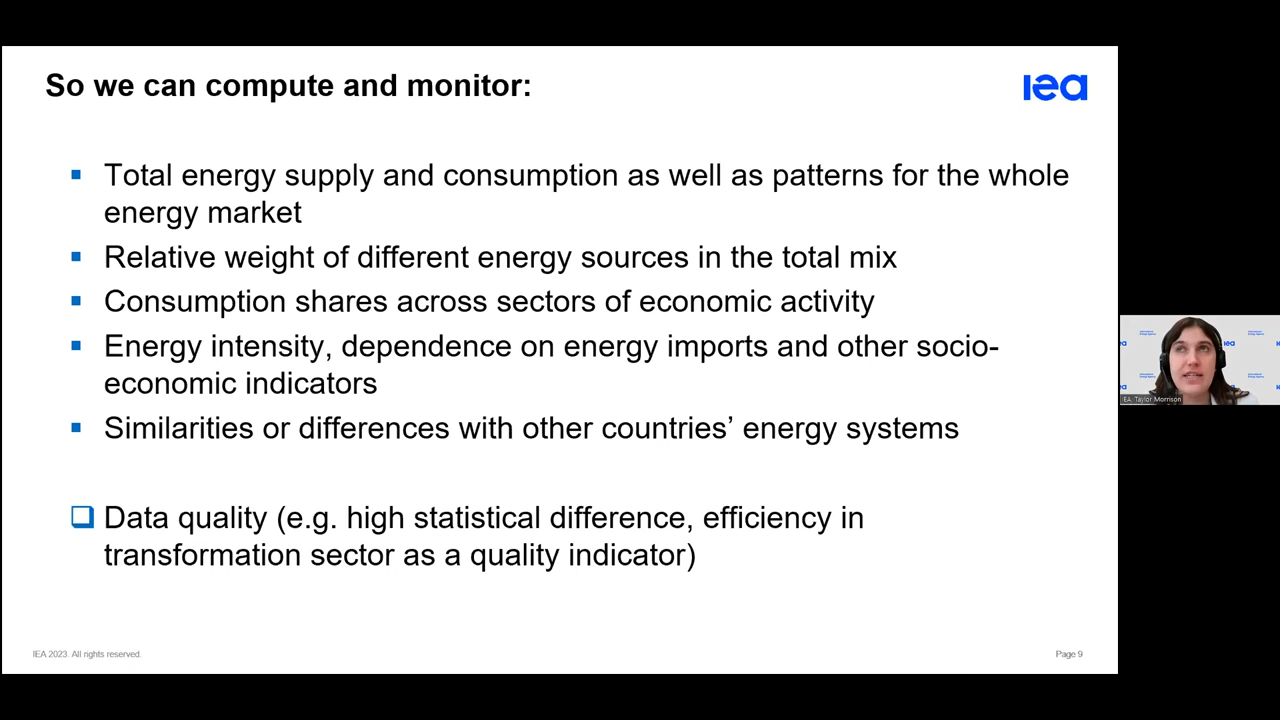 So we can compute and monitor:
iea
Total energy supply and consumption as well as patterns for the whole
energy market
Relative weight of different energy sources in the total mix
Consumption shares across sectors of economic activity
Energy intensity, dependence on energy imports and other socio-
economic indicators
Similarities or differences with other countries’ energy systems
Data quality (e.g. high statistical difference, efficiency in
transformation sector as a quality indicator)
IEA 2023. All rights reserved.
Page 9
iea
IEA, Taylor Morrison